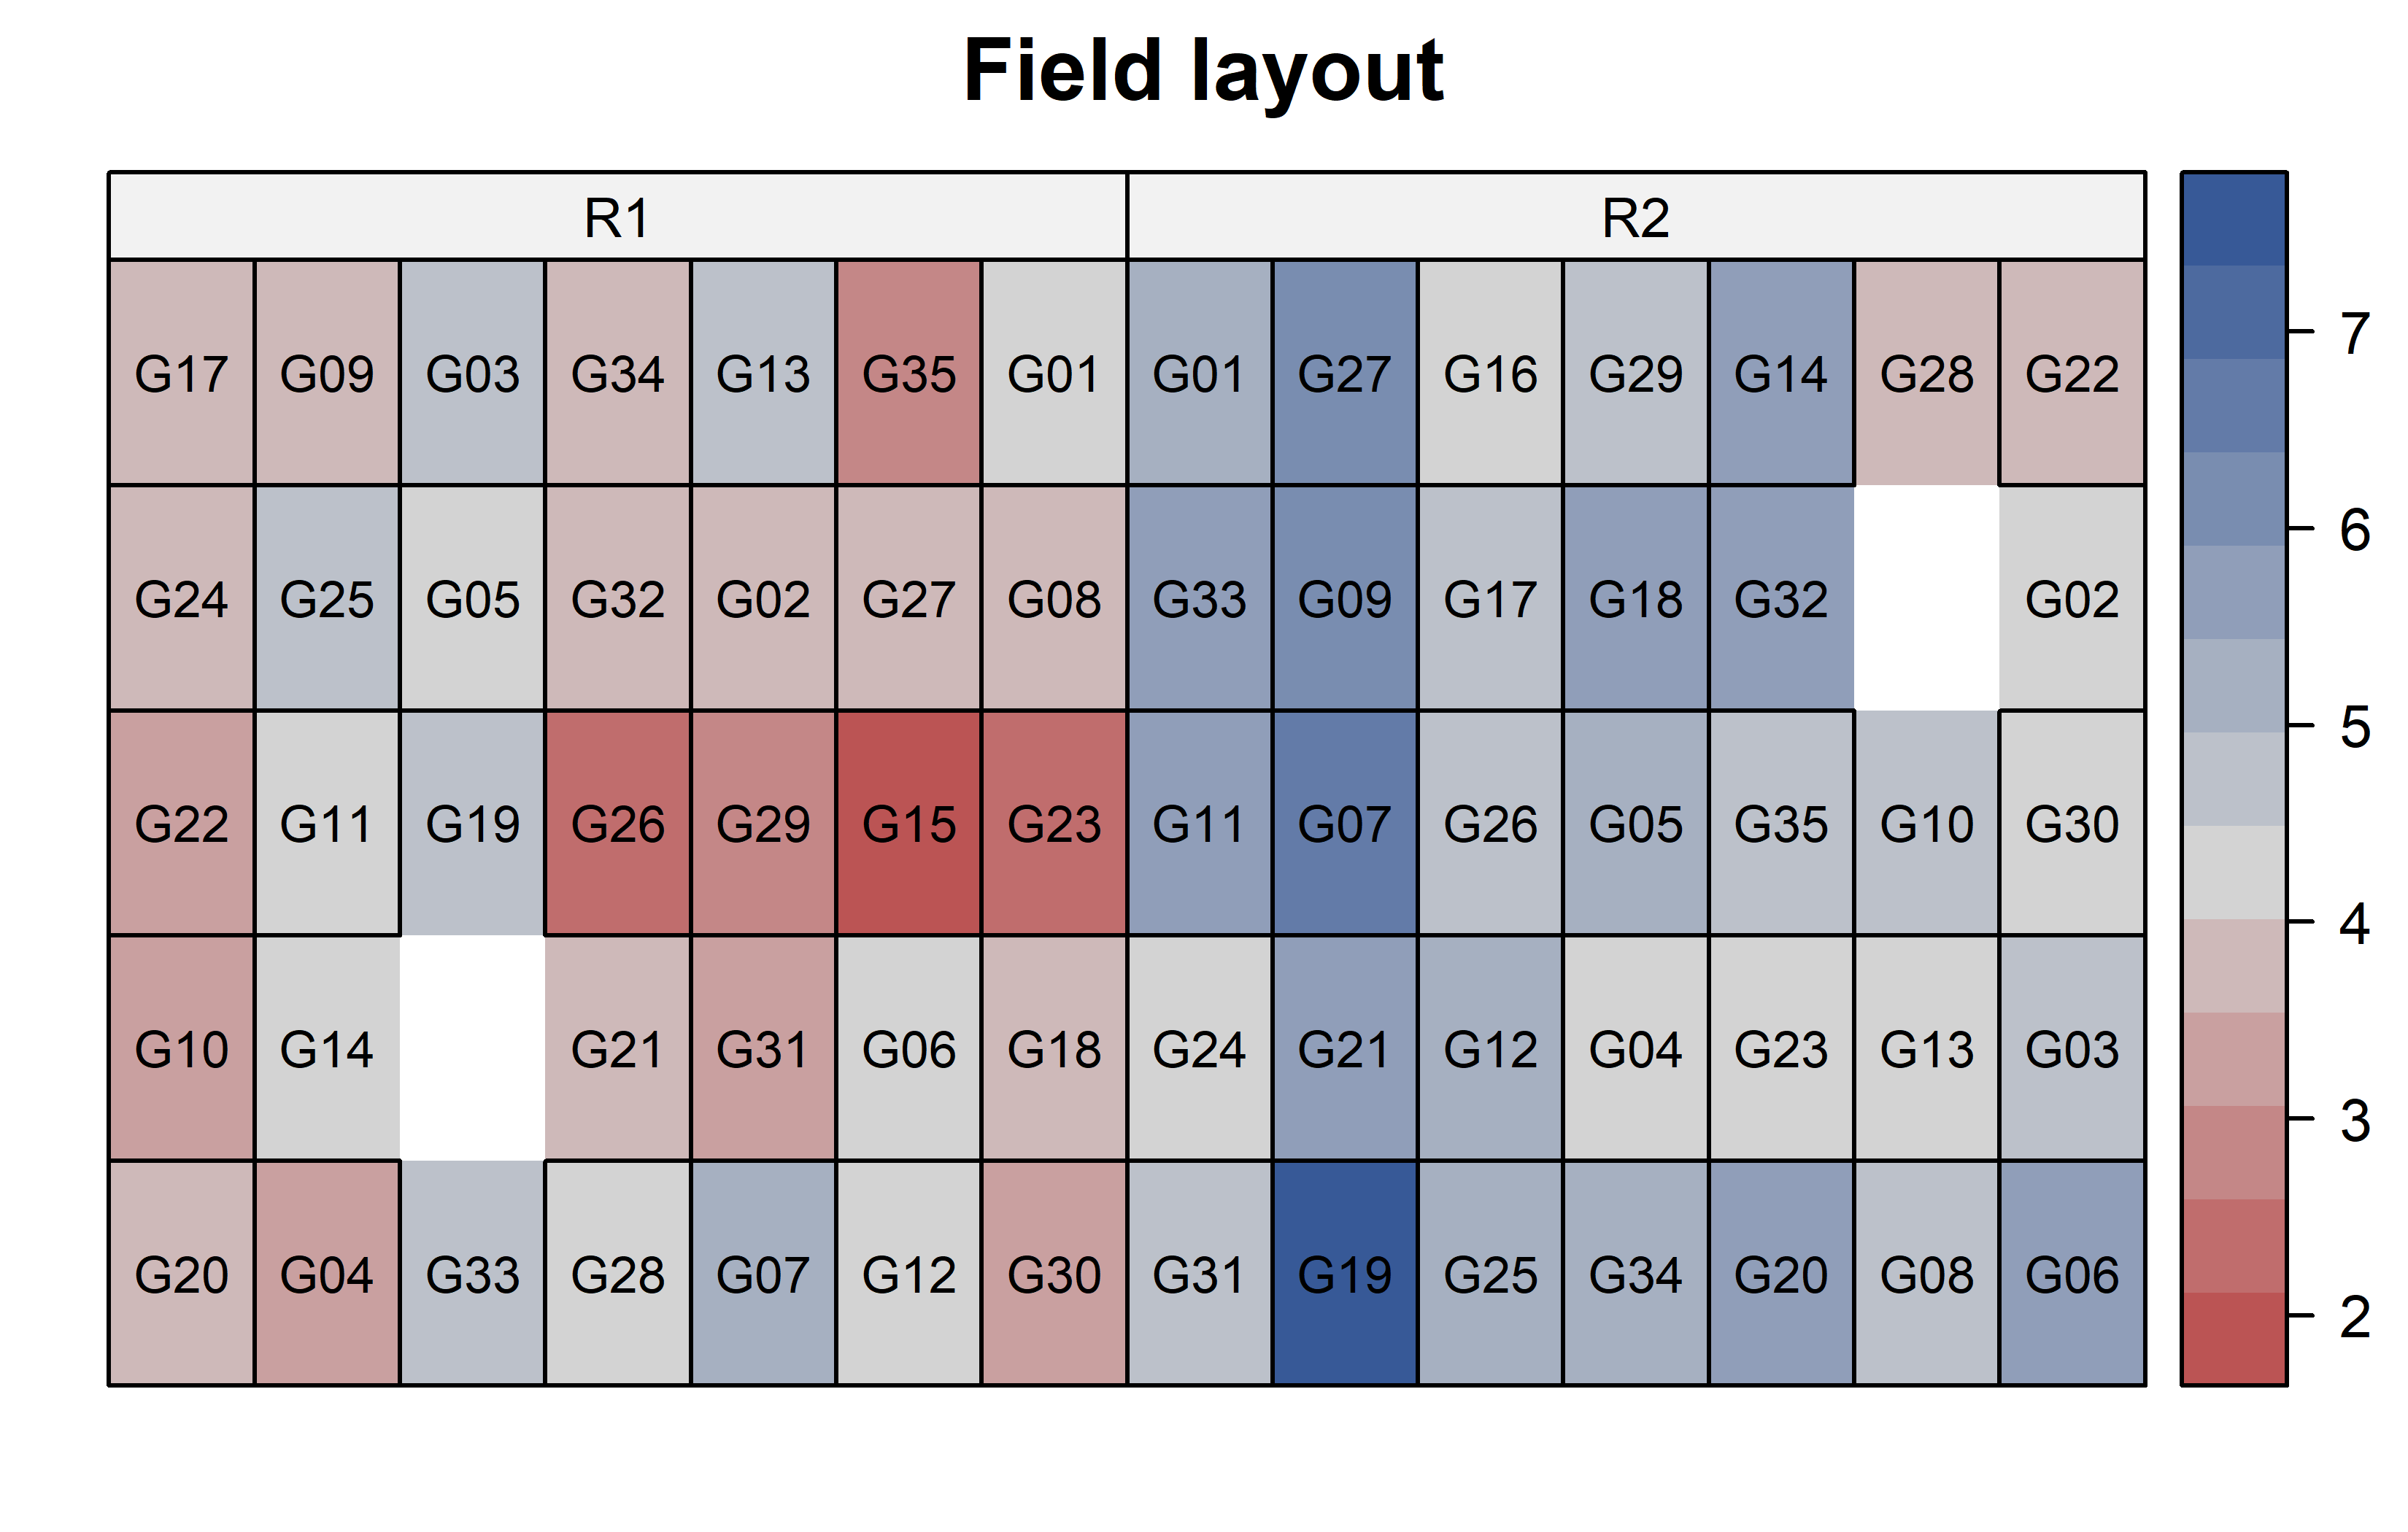 Field layout
R1 R2
G17 G09 G03 G34 G13 G35 G01 G01 G27 G16 G29 G14 G28 G22
7
G24 G25 G05 G32 G02 G27 G08 G33 G09 G17 G18 G32 G02
6
5
G22 G11 G19 G26 G29 G15 G23 G11 G07 G26 G05 G35 G10 G30
4
G10 G14 G21 G31 G06 G18 G24 G21 G12 G04 G23 G13 G03
3
G20 G04 G33 G28 G07 G12 G30 G31 G19 G25 G34 G20 G08 G06
2